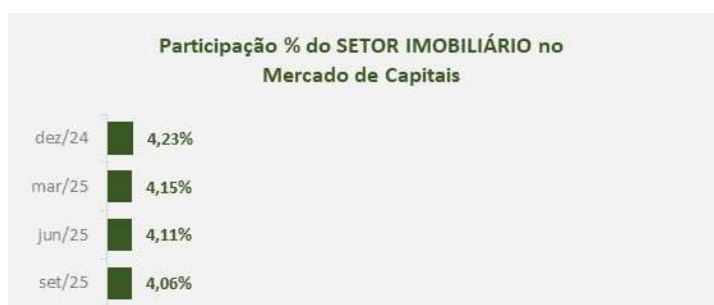 Participação % do SETOR IMOBILIÁRIO no
Mercado de Capitais
dez/24 4,23%
mar/25 4,15%
jun/25 4,11%
set/25 4,06%